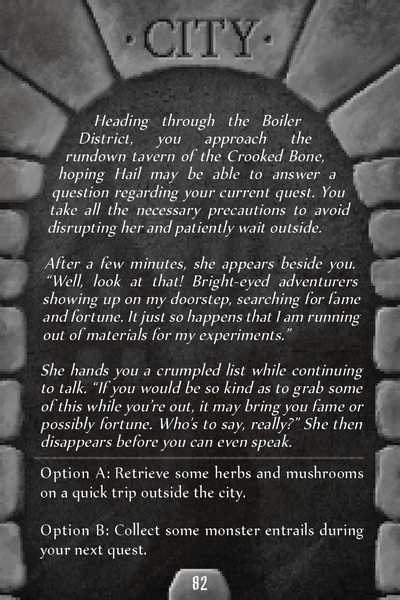 · CITY ·
Heading through the Boiler
District, you approach the
rundown tavern of the Crooked Bone,
hoping Hail may be able to answer a
question regarding your current quest. You
take all the necessary precautions to avoid
disrupting her and patiently wait outside.
After a few minutes, she appears beside you.
“Well, look at that! Bright-eyed adventurers
showing up on my doorstep, searching for fame
and fortune. It just so happens that I am running
out of materials for my experiments.”
She hands you a crumpled list while continuing
to talk. “If you would be so kind as to grab some
of this while you’re out, it may bring you fame or
possibly fortune. Who’s to say, really?” She then
disappears before you can even speak.
Option A: Retrieve some herbs and mushrooms
on a quick trip outside the city.
Option B: Collect some monster entrails during
your next quest.
82